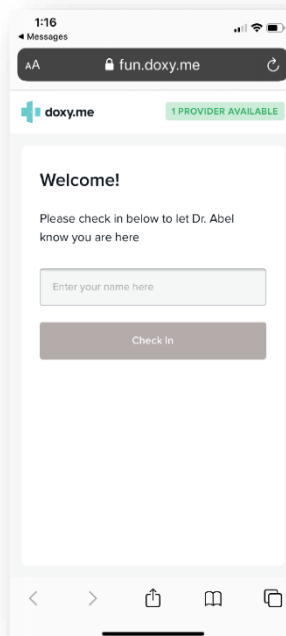 1:16
◀ Messages
AA fun.doxy.me
doxy.me 1 PROVIDER AVAILABLE
Welcome!
Please check in below to let Dr. Abel
know you are here
Enter your name here
Check In